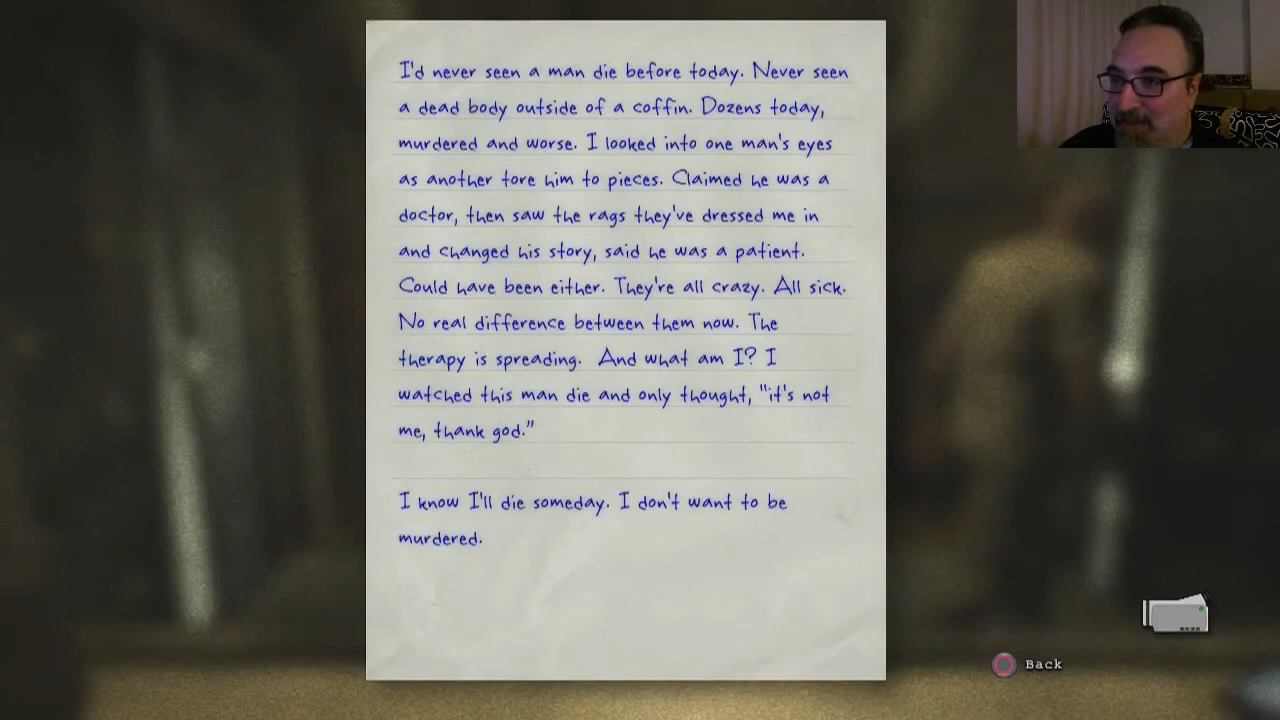 I'd never seen a man die before today. Never seen
a dead body outside of a coffin. Dozens today,
murdered and worse. I looked into one man's eyes
as another tore him to pieces. Claimed he was a
doctor, then saw the rags they've dressed me in
and changed his story, said he was a patient.
Could have been either. They're all crazy. All sick.
No real difference between them now. The
therapy is spreading. And what am I? I
watched this man die and only thought, "it's not
me, thank god."
I know I'll die someday. I don't want to be
murdered.
Back